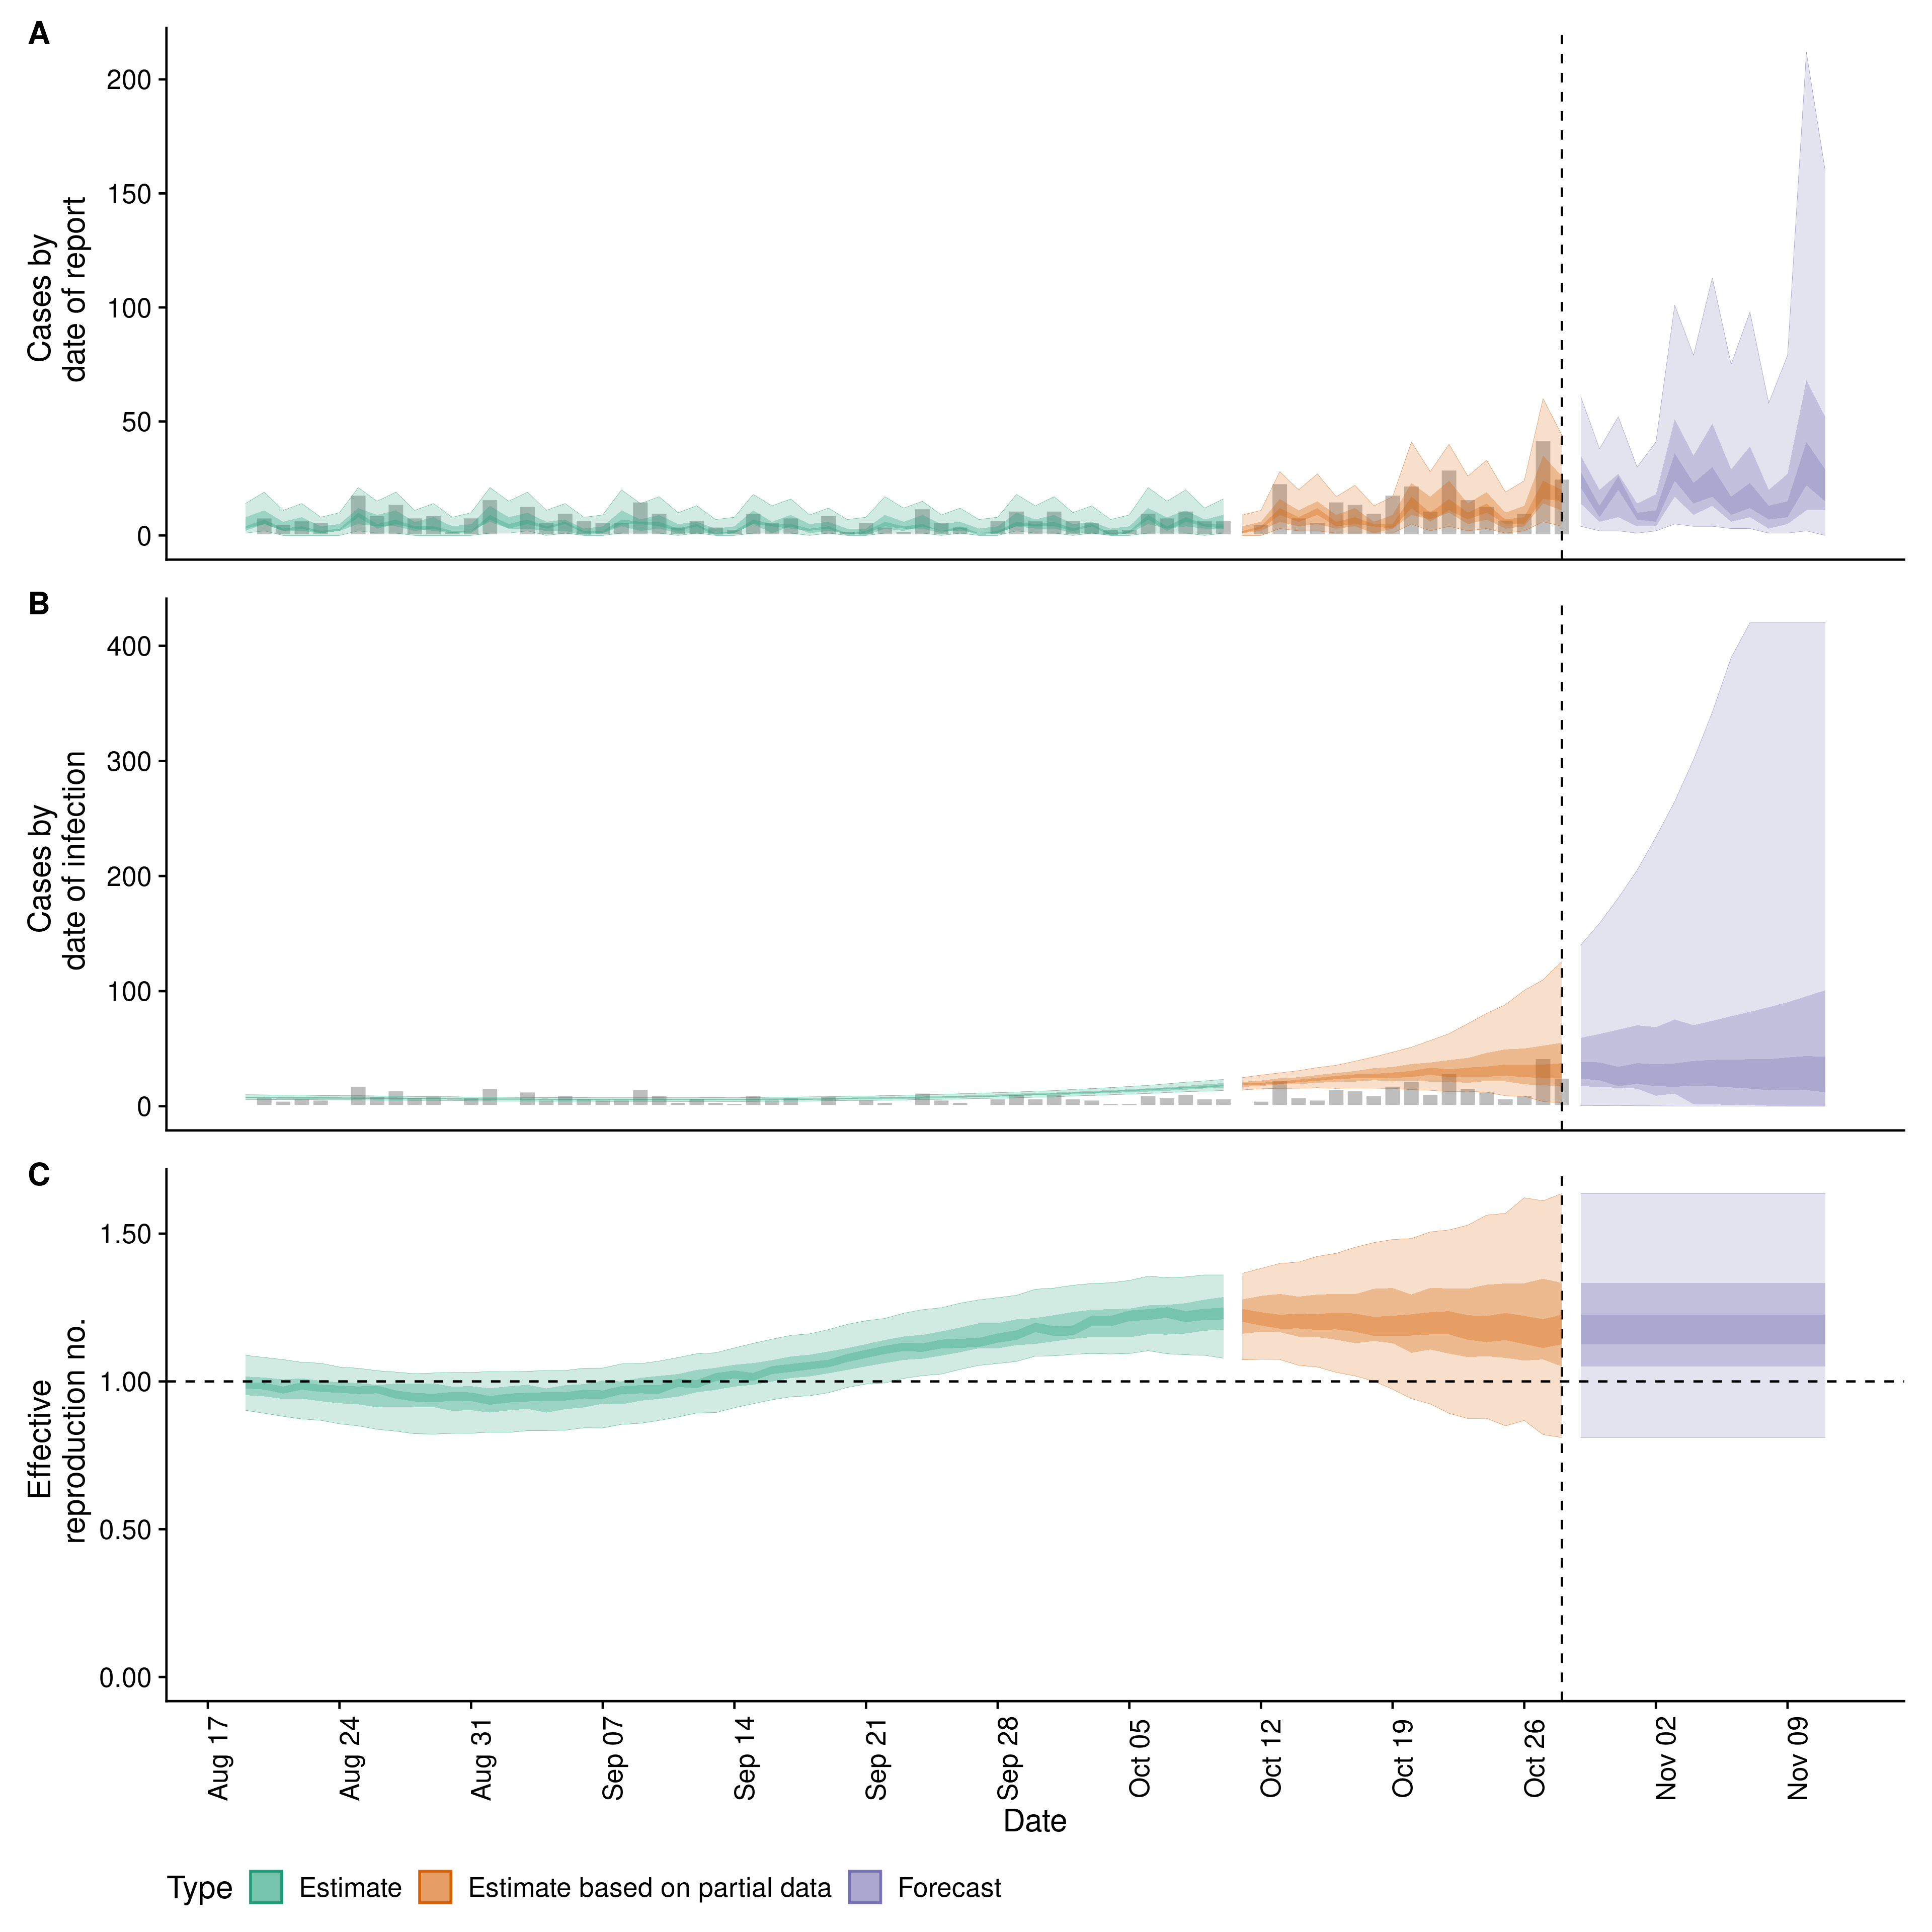 A
Cases by
date of report
200
150
100
50
0
B
Cases by
date of infection
400
300
200
100
0
C
Effective
reproduction no.
1.50
1.00
0.50
0.00
Aug 17
Aug 24
Aug 31
Sep 07
Sep 14
Sep 21
Sep 28
Oct 05
Oct 12
Oct 19
Oct 26
Nov 02
Nov 09
Date
Type Estimate Estimate based on partial data Forecast